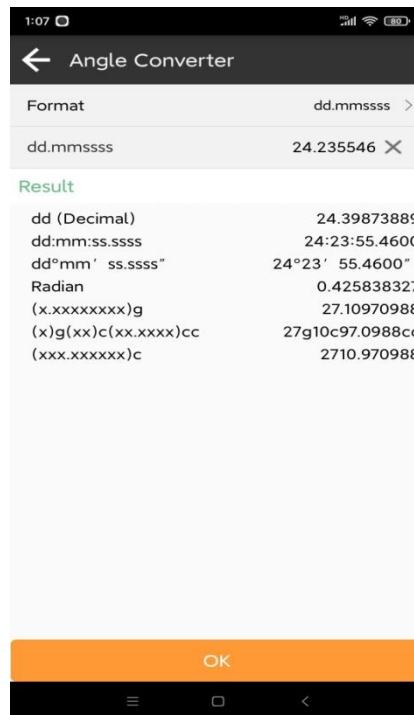 1:07 HD 80
Angle Converter
Format dd.mmssss
dd.mmssss 24.235546
Result
dd (Decimal) 24.39873889
dd:mm:ss.ssss 24:23:55.4600
dd°mm′ ss.ssss″ 24°23′ 55.4600″
Radian 0.425838327
(x.xxxxxxxx)g 27.10970988
(x)g(xx)c(xx.xxxx)cc 27g10c97.0988cc
(xxx.xxxxxx)c 2710.970988
OK